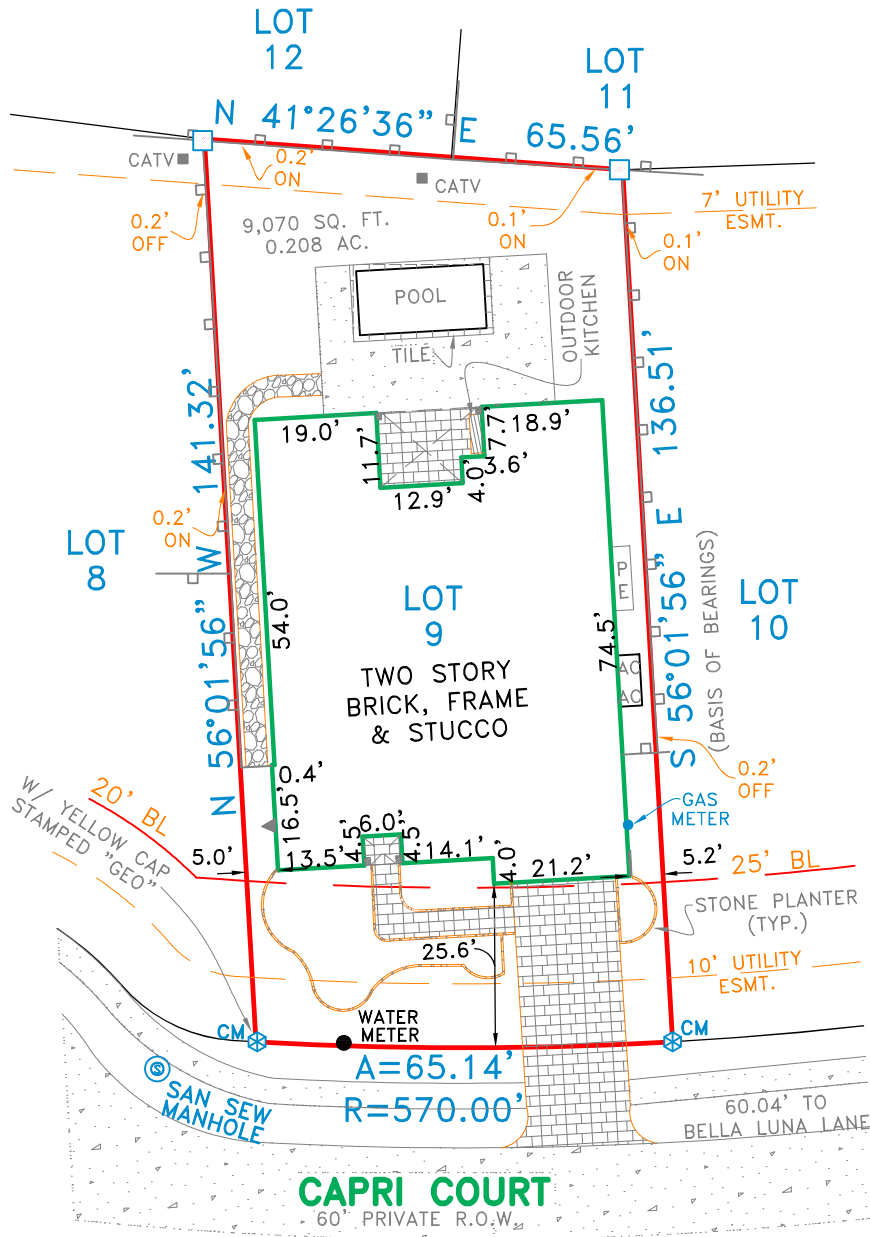 LOT
12
LOT
11
N 41°26'36" E 65.56'
CATV
0.2'
ON
CATV
7' UTILITY
ESMT.
0.2'
OFF
9,070 SQ. FT.
0.208 AC.
0.1'
ON
0.1'
ON
POOL
TILE
OUTDOOR
KITCHEN
N 56°01'56" W 141.32'
S 56°01'56" E 136.51'
(BASIS OF BEARINGS)
19.0'
11.7'
12.9'
4.0'
3.6'
7.7'
18.9'
0.2'
ON
LOT
8
54.0'
LOT
9
TWO STORY
BRICK, FRAME
& STUCCO
74.5'
P
E
AC
AC
LOT
10
0.4'
16.5'
13.5'
4.5'
6.0'
4.5'
14.1'
4.0'
21.2'
0.2'
OFF
GAS
METER
W/ YELLOW CAP
STAMPED "GEO"
20' BL
5.0'
5.2'
25' BL
STONE PLANTER
(TYP.)
25.6'
10' UTILITY
ESMT.
CM
WATER
METER
CM
A=65.14'
R=570.00'
SAN SEW
MANHOLE
60.04' TO
BELLA LUNA LANE
CAPRI COURT
60' PRIVATE R.O.W.